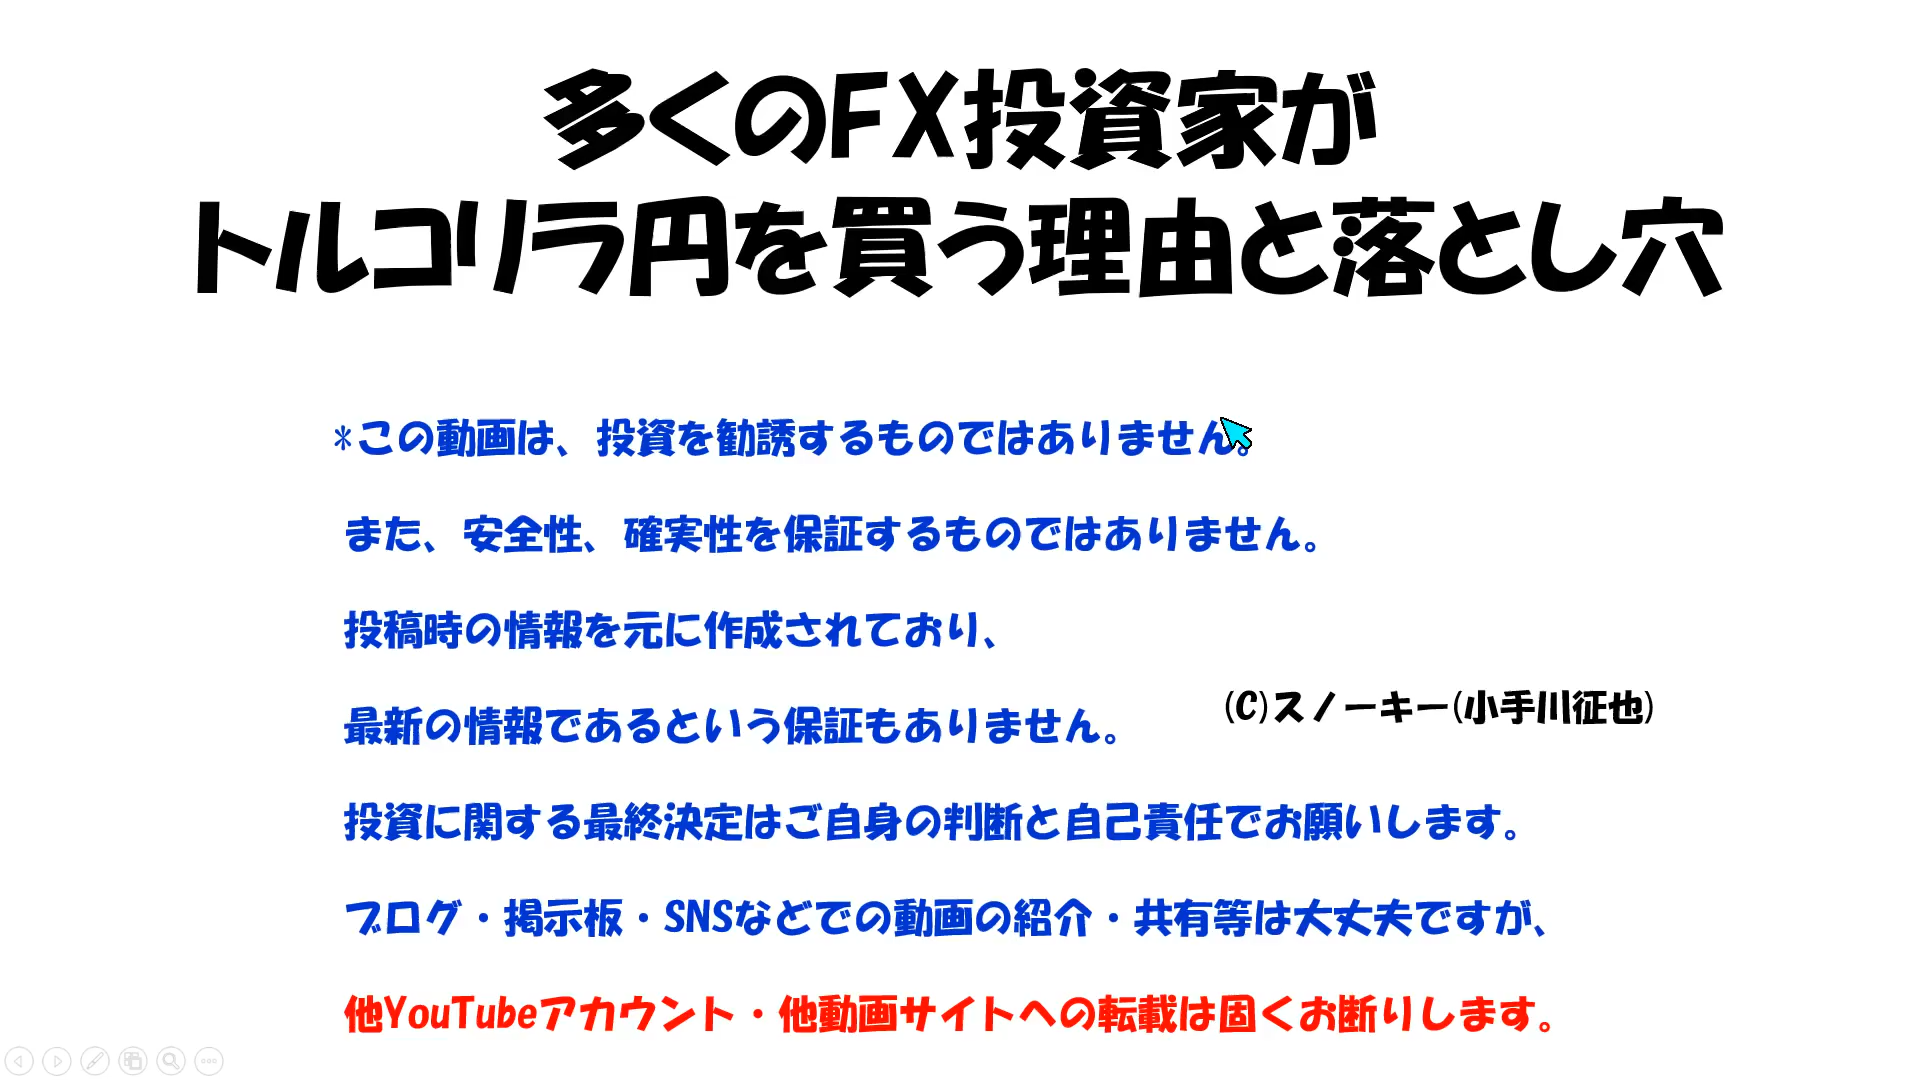 多くのFX投資家が
トルコリラ円を買う理由と落とし穴
*この動画は、投資を勧誘するものではありません。
また、安全性、確実性を保証するものではありません。
投稿時の情報を元に作成されており、
最新の情報であるという保証もありません。
(C)スノーキー(小手川征也)
投資に関する最終決定はご自身の判断と自己責任でお願いします。
ブログ・掲示板・SNSなどでの動画の紹介・共有等は大丈夫ですが、
他YouTubeアカウント・他動画サイトへの転載は固くお断りします。